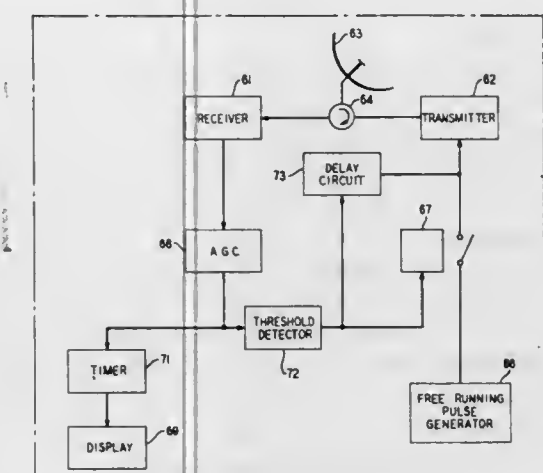 63
61
64
62
RECEIVER
TRANSMITTER
73
DELAY
CIRCUIT
67
68
A G C
THRESHOLD
DETECTOR
72
71
TIMER
66
FREE RUNNING
PULSE
GENERATOR
69
DISPLAY